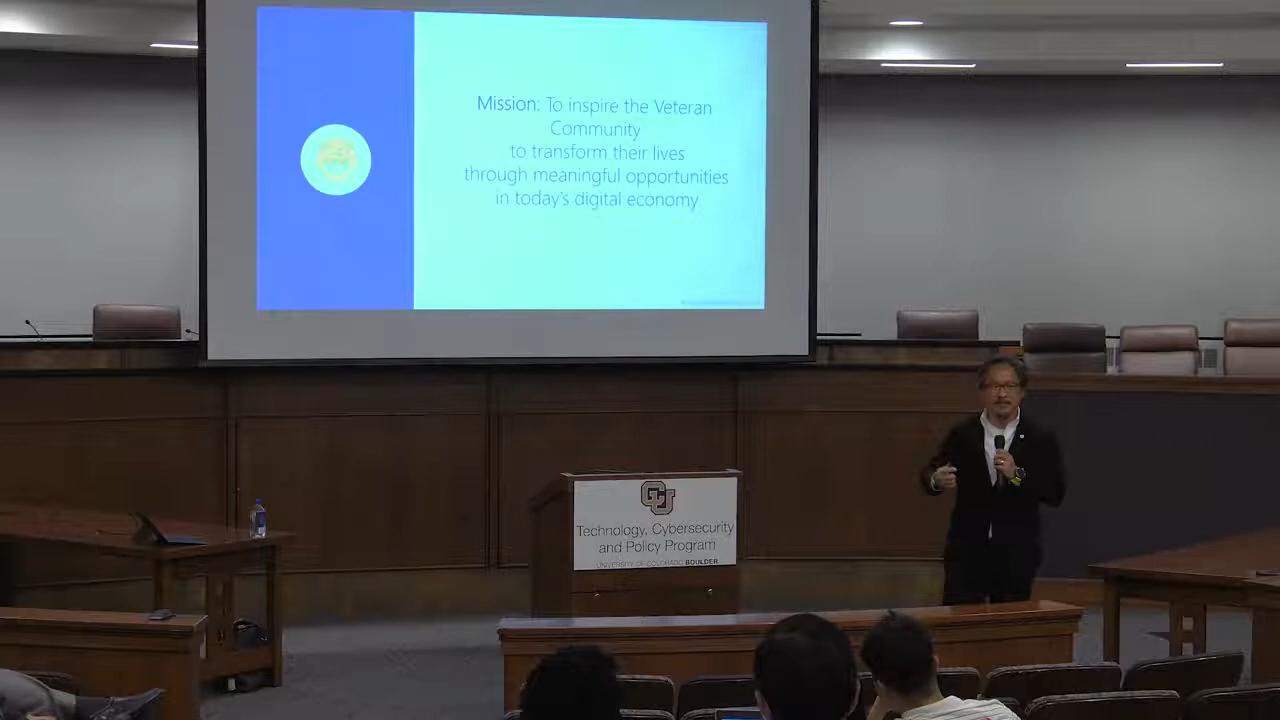 Mission: To inspire the Veteran
Community
to transform their lives
through meaningful opportunities
in today's digital economy
CU
Technology, Cybersecurity
and Policy Program
UNIVERSITY OF COLORADO BOULDER